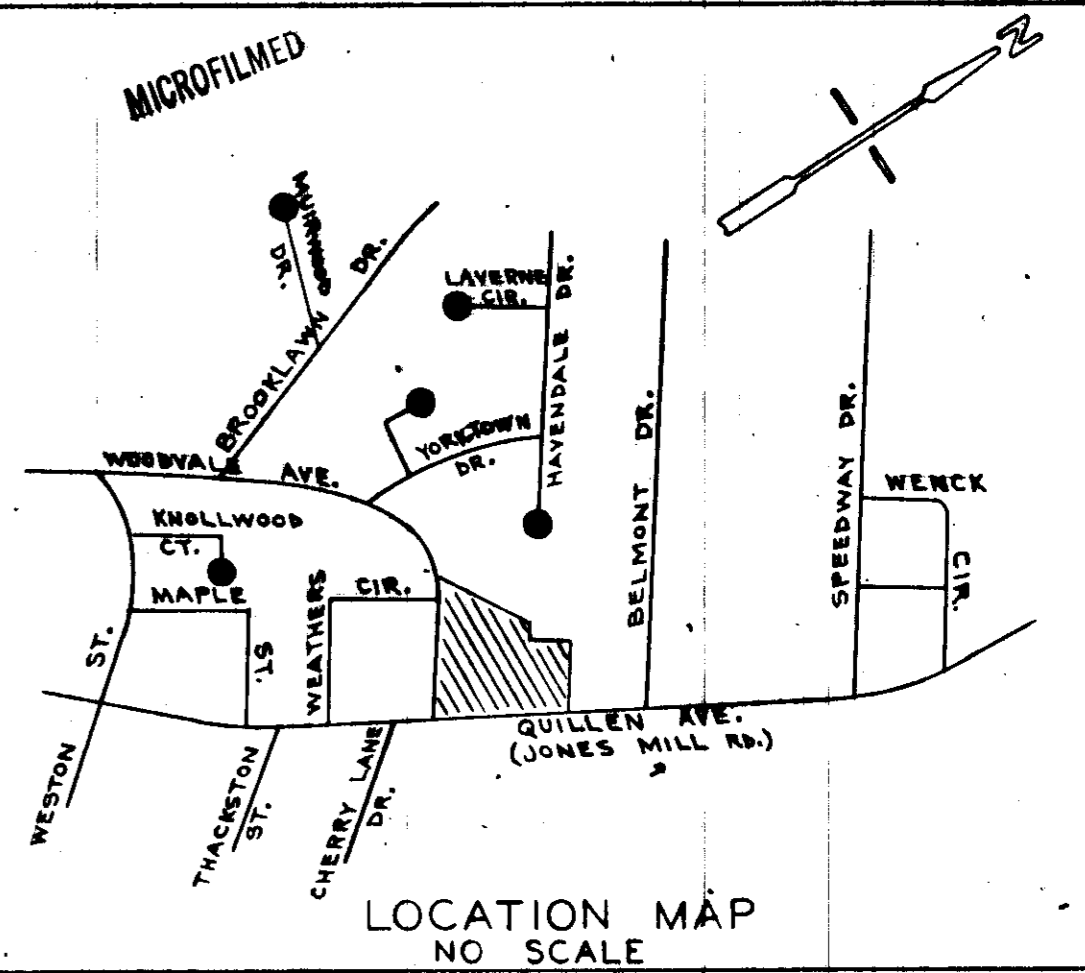 MICROFILMED
N
DR.
BROOKLAWN DR.
LAVERNE
CIR.
HAVENDALE DR.
YORKTOWN
DR.
BELMONT DR.
SPEEDWAY DR.
WENCK
CIR.
WOODVALE AVE.
KNOLLWOOD
CT.
MAPLE
ST.
WEATHERS
CIR.
WESTON
ST.
THACKSTON
ST.
CHERRY LANE
DR.
QUILLEN AVE.
(JONES MILL RD.)
LOCATION MAP
NO SCALE